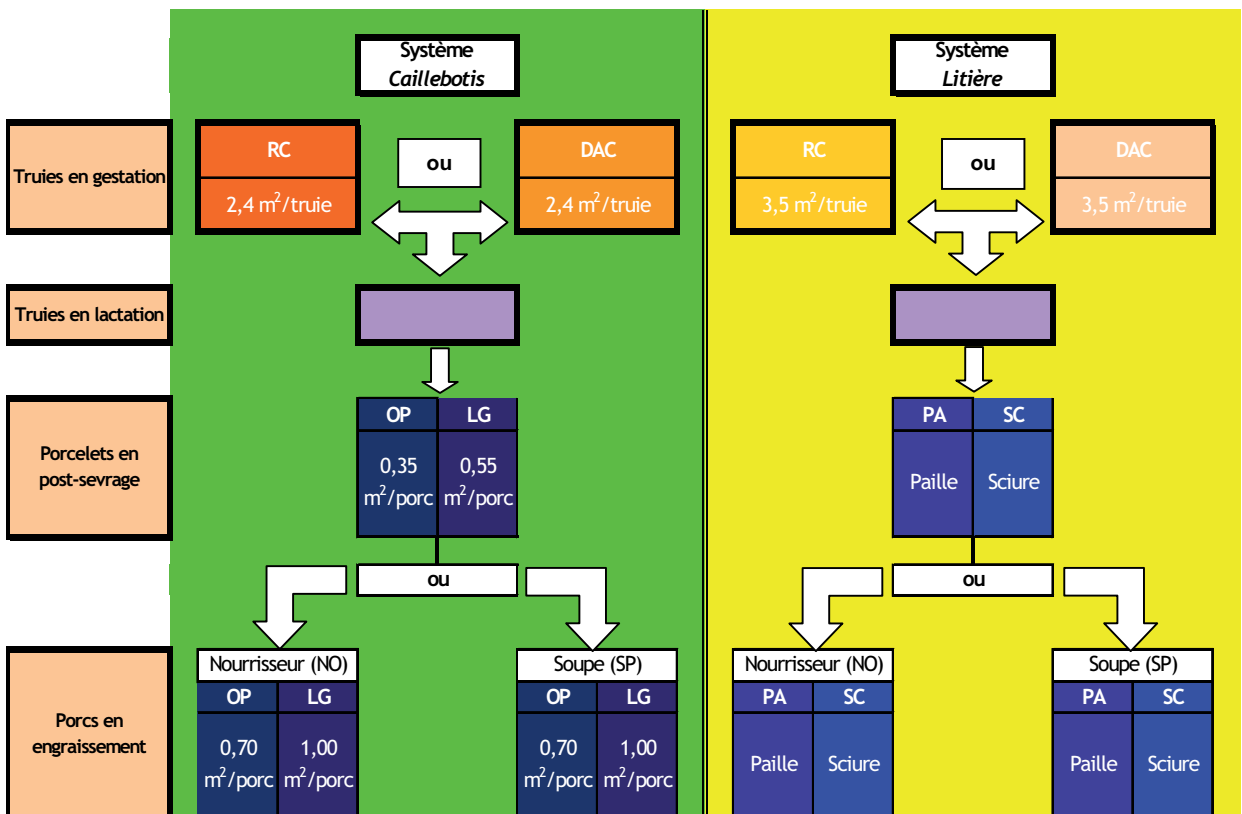 Système
Caillebotis
Système
Litière
Truies en gestation
RC
2,4 m²/truie
ou
DAC
2,4 m²/truie
RC
3,5 m²/truie
ou
DAC
3,5 m²/truie
Truies en lactation
Porcelets en
post-sevrage
OP
LG
0,35
m²/porc
0,55
m²/porc
PA
SC
Paille
Sciure
ou
ou
Porcs en
engraissement
Nourrisseur (NO)
OP
LG
0,70
m²/porc
1,00
m²/porc
Soupe (SP)
OP
LG
0,70
m²/porc
1,00
m²/porc
Nourrisseur (NO)
PA
SC
Paille
Sciure
Soupe (SP)
PA
SC
Paille
Sciure